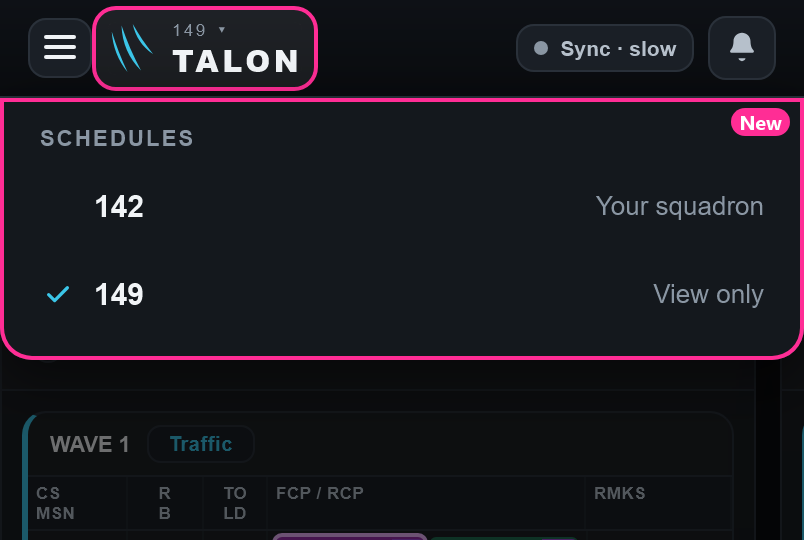 149 ▾
TALON
Sync · slow
New
SCHEDULES
142 Your squadron
149 View only
WAVE 1 Traffic
CS R TO FCP / RCP RMKS
MSN B LD